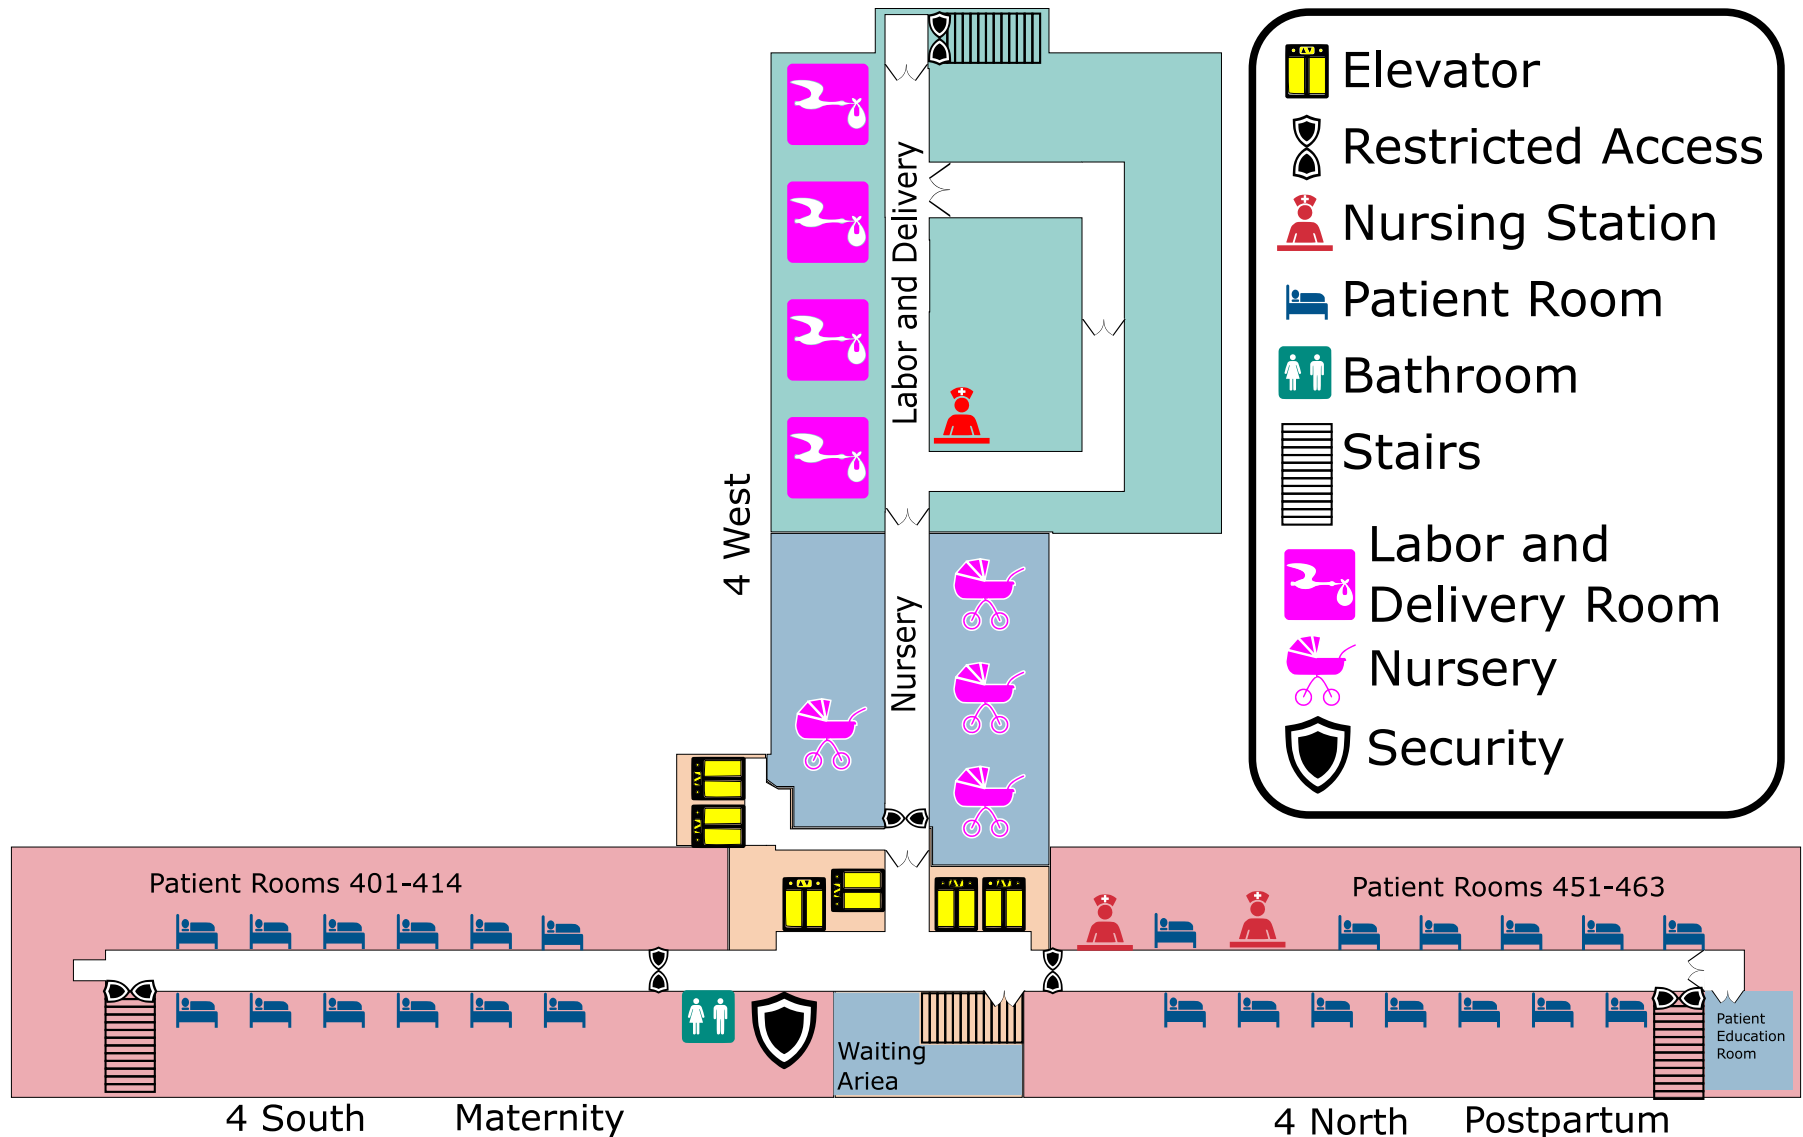 Elevator
Restricted Access
Nursing Station
Patient Room
Bathroom
Stairs
Labor and
Delivery Room
Nursery
Security
Labor and Delivery
4 West
Nursery
Patient Rooms 401-414
Patient Rooms 451-463
Waiting
Ariea
Patient
Education
Room
4 South
Maternity
4 North
Postpartum